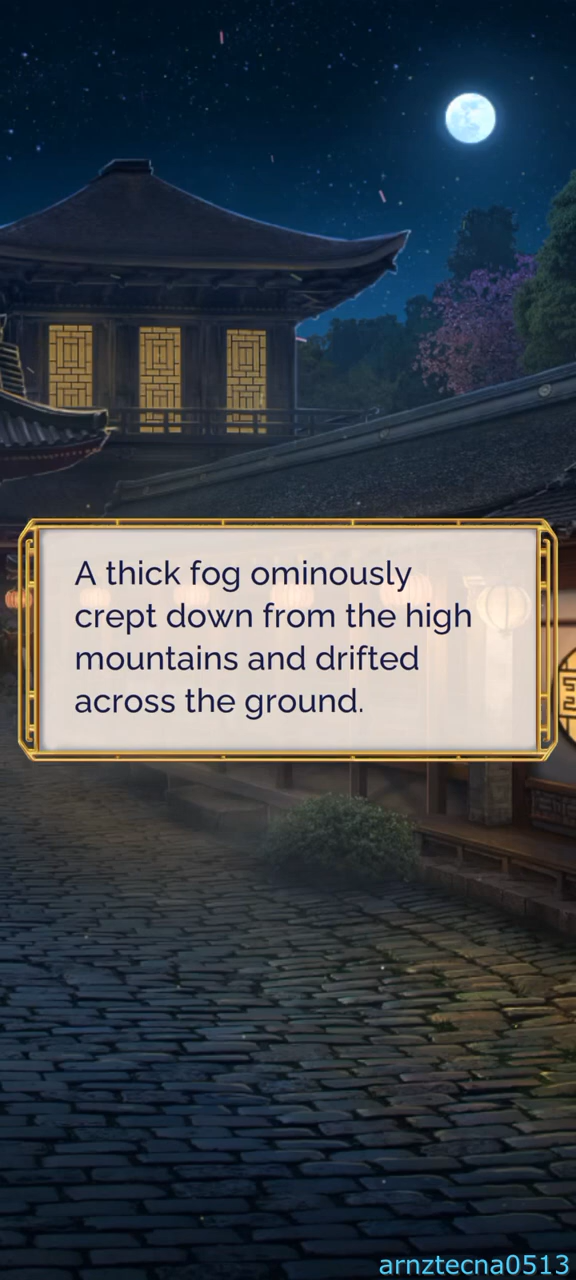 A thick fog ominously
crept down from the high
mountains and drifted
across the ground.
arnztecna0513